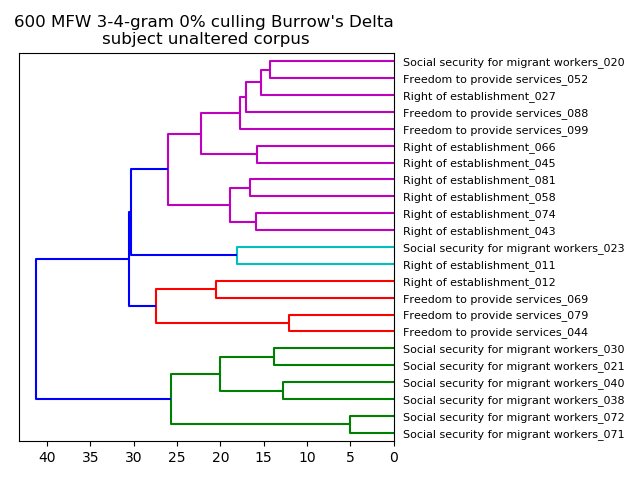 600 MFW 3-4-gram 0% culling Burrow's Delta
subject unaltered corpus
Social security for migrant workers_020
Freedom to provide services_052
Right of establishment_027
Freedom to provide services_088
Freedom to provide services_099
Right of establishment_066
Right of establishment_045
Right of establishment_081
Right of establishment_058
Right of establishment_074
Right of establishment_043
Social security for migrant workers_023
Right of establishment_011
Right of establishment_012
Freedom to provide services_069
Freedom to provide services_079
Freedom to provide services_044
Social security for migrant workers_030
Social security for migrant workers_021
Social security for migrant workers_040
Social security for migrant workers_038
Social security for migrant workers_072
Social security for migrant workers_071
40 35 30 25 20 15 10 5 0